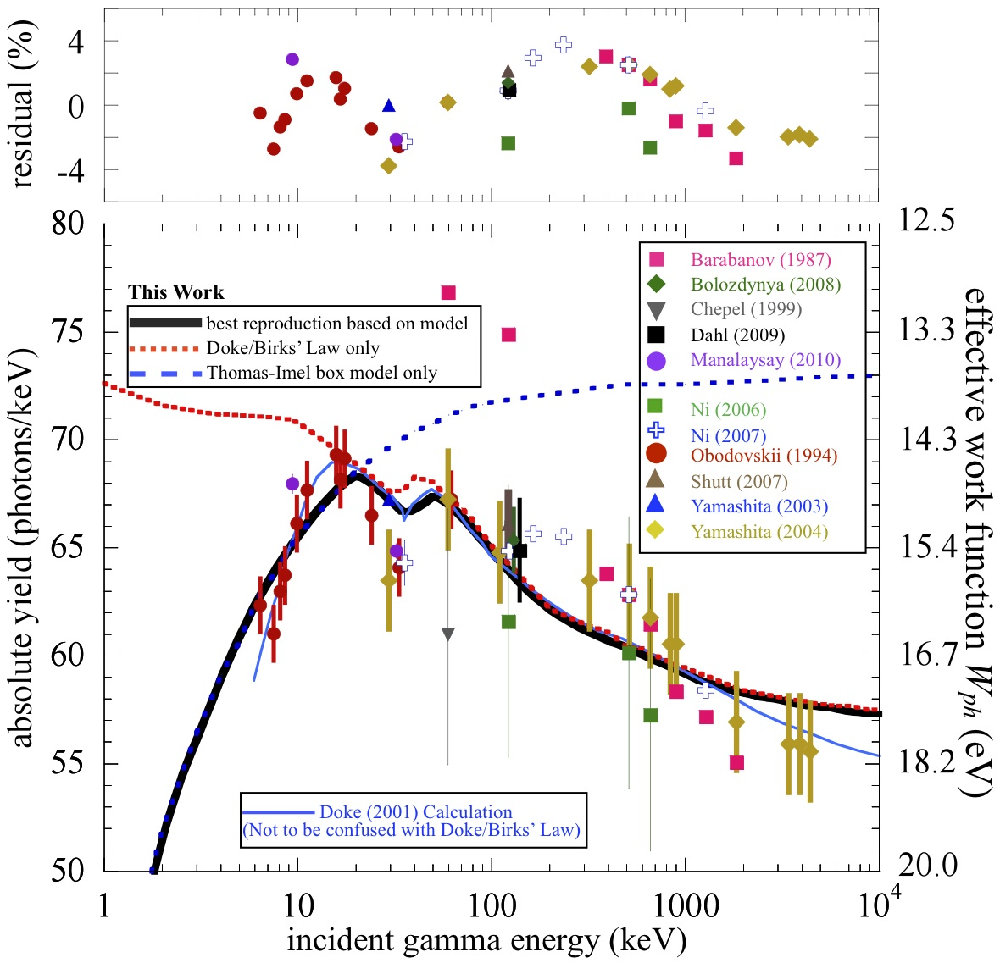 residual (%)
4
0
-4
80
75
70
65
60
55
50
absolute yield (photons/keV)
12.5
13.3
14.3
15.4
16.7
18.2
20.0
effective work function Wph (eV)
This Work
best reproduction based on model
Doke/Birks’ Law only
Thomas-Imel box model only
Barabanov (1987)
Bolozdynya (2008)
Chepel (1999)
Dahl (2009)
Manalaysay (2010)
Ni (2006)
Ni (2007)
Obodovskii (1994)
Shutt (2007)
Yamashita (2003)
Yamashita (2004)
Doke (2001) Calculation
(Not to be confused with Doke/Birks’ Law)
1 10 100 1000 10⁴
incident gamma energy (keV)